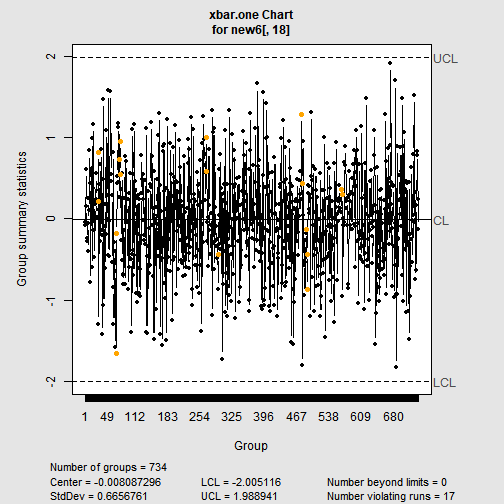 xbar.one Chart
for new6[, 18]
Group summary statistics
2
1
0
-1
-2
UCL
CL
LCL
1 49 112 183 254 325 396 467 538 609 680
Group
Number of groups = 734
Center = -0.008087296 LCL = -2.005116 Number beyond limits = 0
StdDev = 0.6656761 UCL = 1.988941 Number violating runs = 17